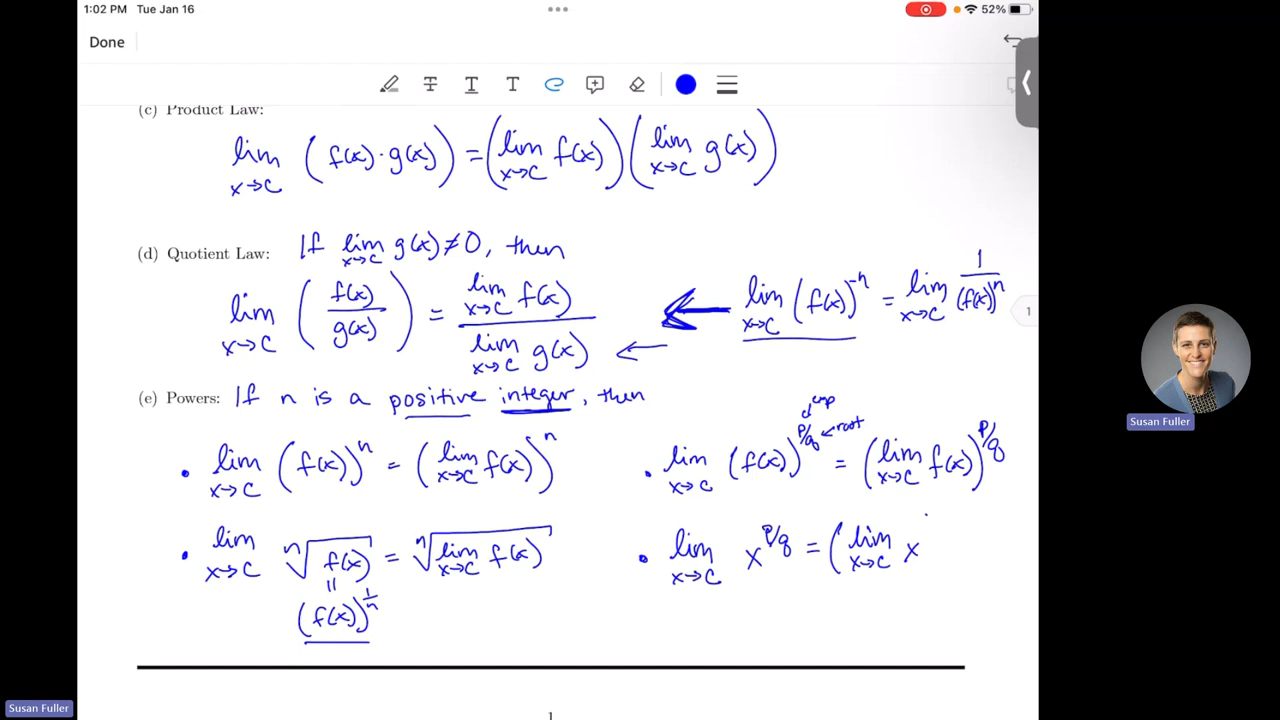 1:02 PM Tue Jan 16
52%
Done
(c) Product Law:
lim x→c (f(x)·g(x)) = (lim x→c f(x)) (lim x→c g(x))
(d) Quotient Law: If lim x→c g(x) ≠ 0, then
lim x→c (f(x)/g(x)) = lim x→c f(x) / lim x→c g(x) ← lim x→c (f(x))^-n = lim x→c 1/(f(x))^n
1
(e) Powers: If n is a positive integer, then
• lim x→c (f(x))^n = (lim x→c f(x))^n
• lim x→c (f(x))^p/q = (lim x→c f(x))^p/q
exp
← root
• lim x→c ⁿ√f(x) = ⁿ√lim x→c f(x)
=
(f(x))^1/n
• lim x→c x^p/q = (lim x→c x
1
Susan Fuller
Susan Fuller